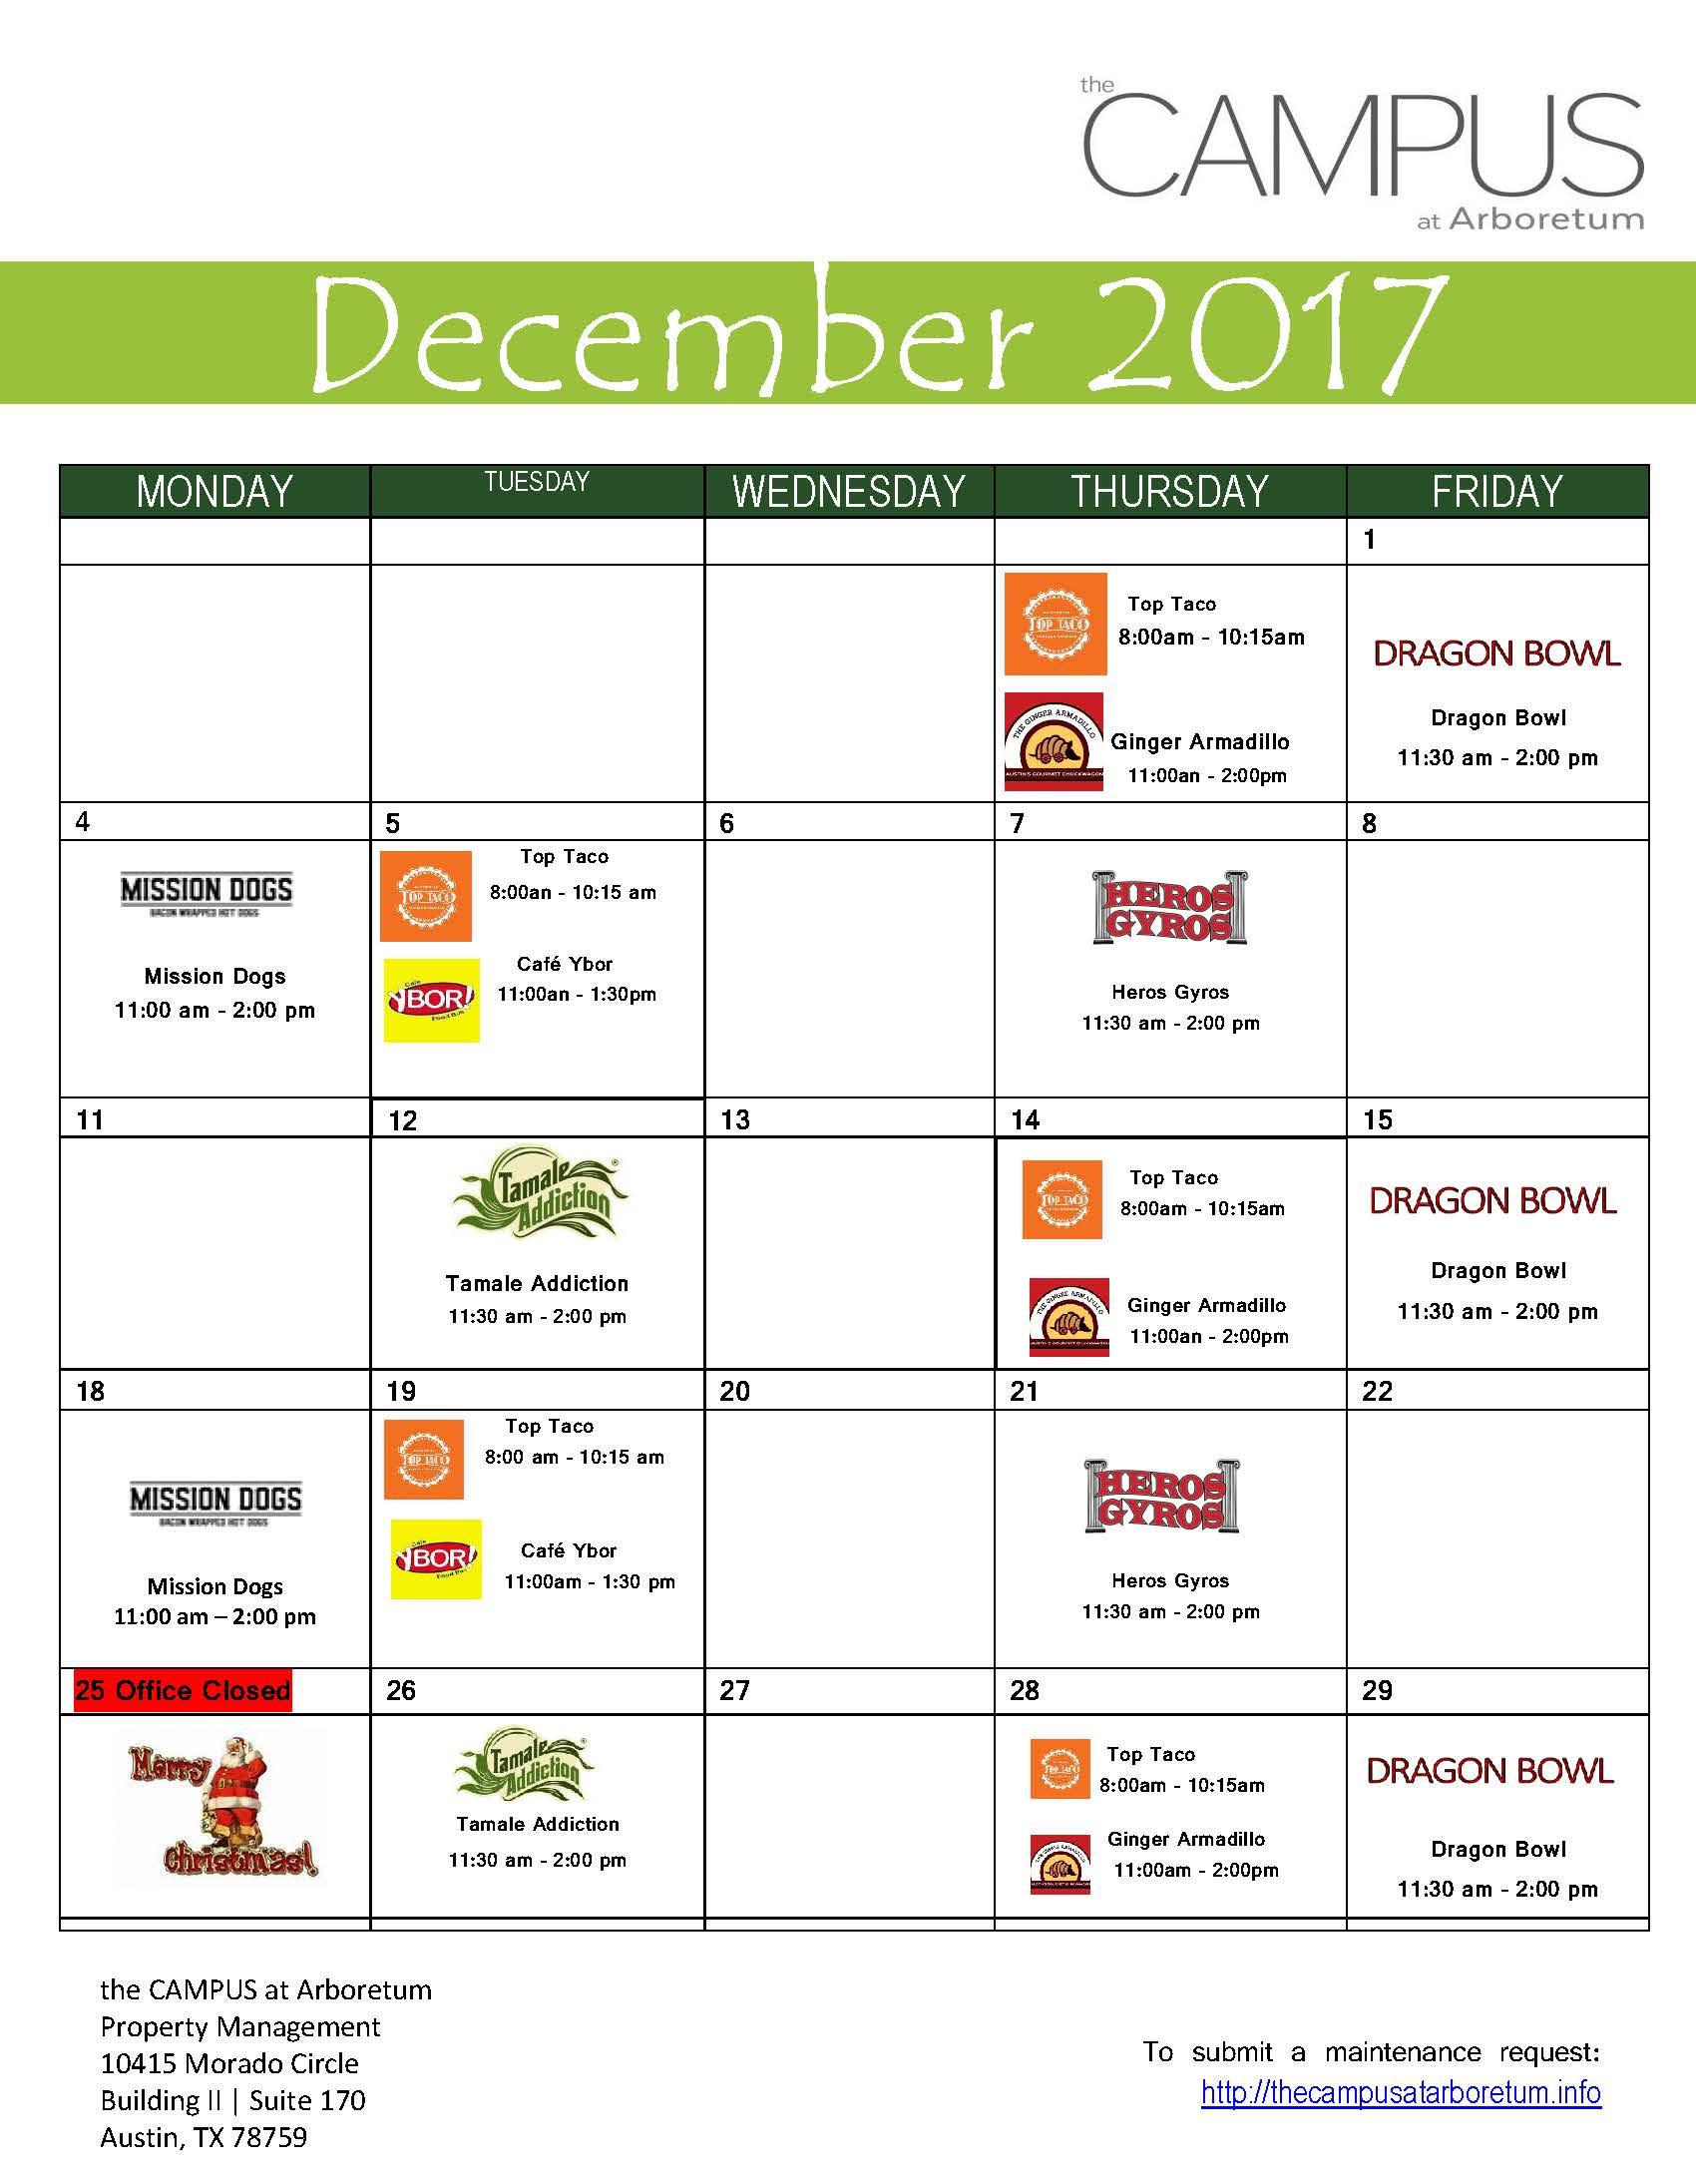 the
CAMPUS
at Arboretum
December 2017
MONDAY TUESDAY WEDNESDAY THURSDAY FRIDAY
1
TOP TACO
Top Taco
8:00am - 10:15am
THE GINGER ARMADILLO
AUSTIN'S GOURMET CHUCKWAGON
Ginger Armadillo
11:00an - 2:00pm
DRAGON BOWL
Dragon Bowl
11:30 am - 2:00 pm
4 5 6 7 8
MISSION DOGS
BACON WRAPPED HOT DOGS
Mission Dogs
11:00 am - 2:00 pm
TOP TACO
Top Taco
8:00an - 10:15 am
Cafe
YBOR!
Food Bus
Café Ybor
11:00an - 1:30pm
HEROS
GYROS
Heros Gyros
11:30 am - 2:00 pm
11 12 13 14 15
Tamale
Addiction
Tamale Addiction
11:30 am - 2:00 pm
TOP TACO
Top Taco
8:00am - 10:15am
THE GINGER ARMADILLO
Ginger Armadillo
11:00an - 2:00pm
DRAGON BOWL
Dragon Bowl
11:30 am - 2:00 pm
18 19 20 21 22
MISSION DOGS
BACON WRAPPED HOT DOGS
Mission Dogs
11:00 am – 2:00 pm
TOP TACO
Top Taco
8:00 am - 10:15 am
Cafe
YBOR!
Food Bus
Café Ybor
11:00am - 1:30 pm
HEROS
GYROS
Heros Gyros
11:30 am - 2:00 pm
25 Office Closed 26 27 28 29
Merry
Christmas!
Tamale
Addiction
Tamale Addiction
11:30 am - 2:00 pm
TOP TACO
Top Taco
8:00am - 10:15am
Ginger Armadillo
11:00am - 2:00pm
DRAGON BOWL
Dragon Bowl
11:30 am - 2:00 pm
the CAMPUS at Arboretum
Property Management
10415 Morado Circle
Building II | Suite 170
Austin, TX 78759
To submit a maintenance request:
http://thecampusatarboretum.info